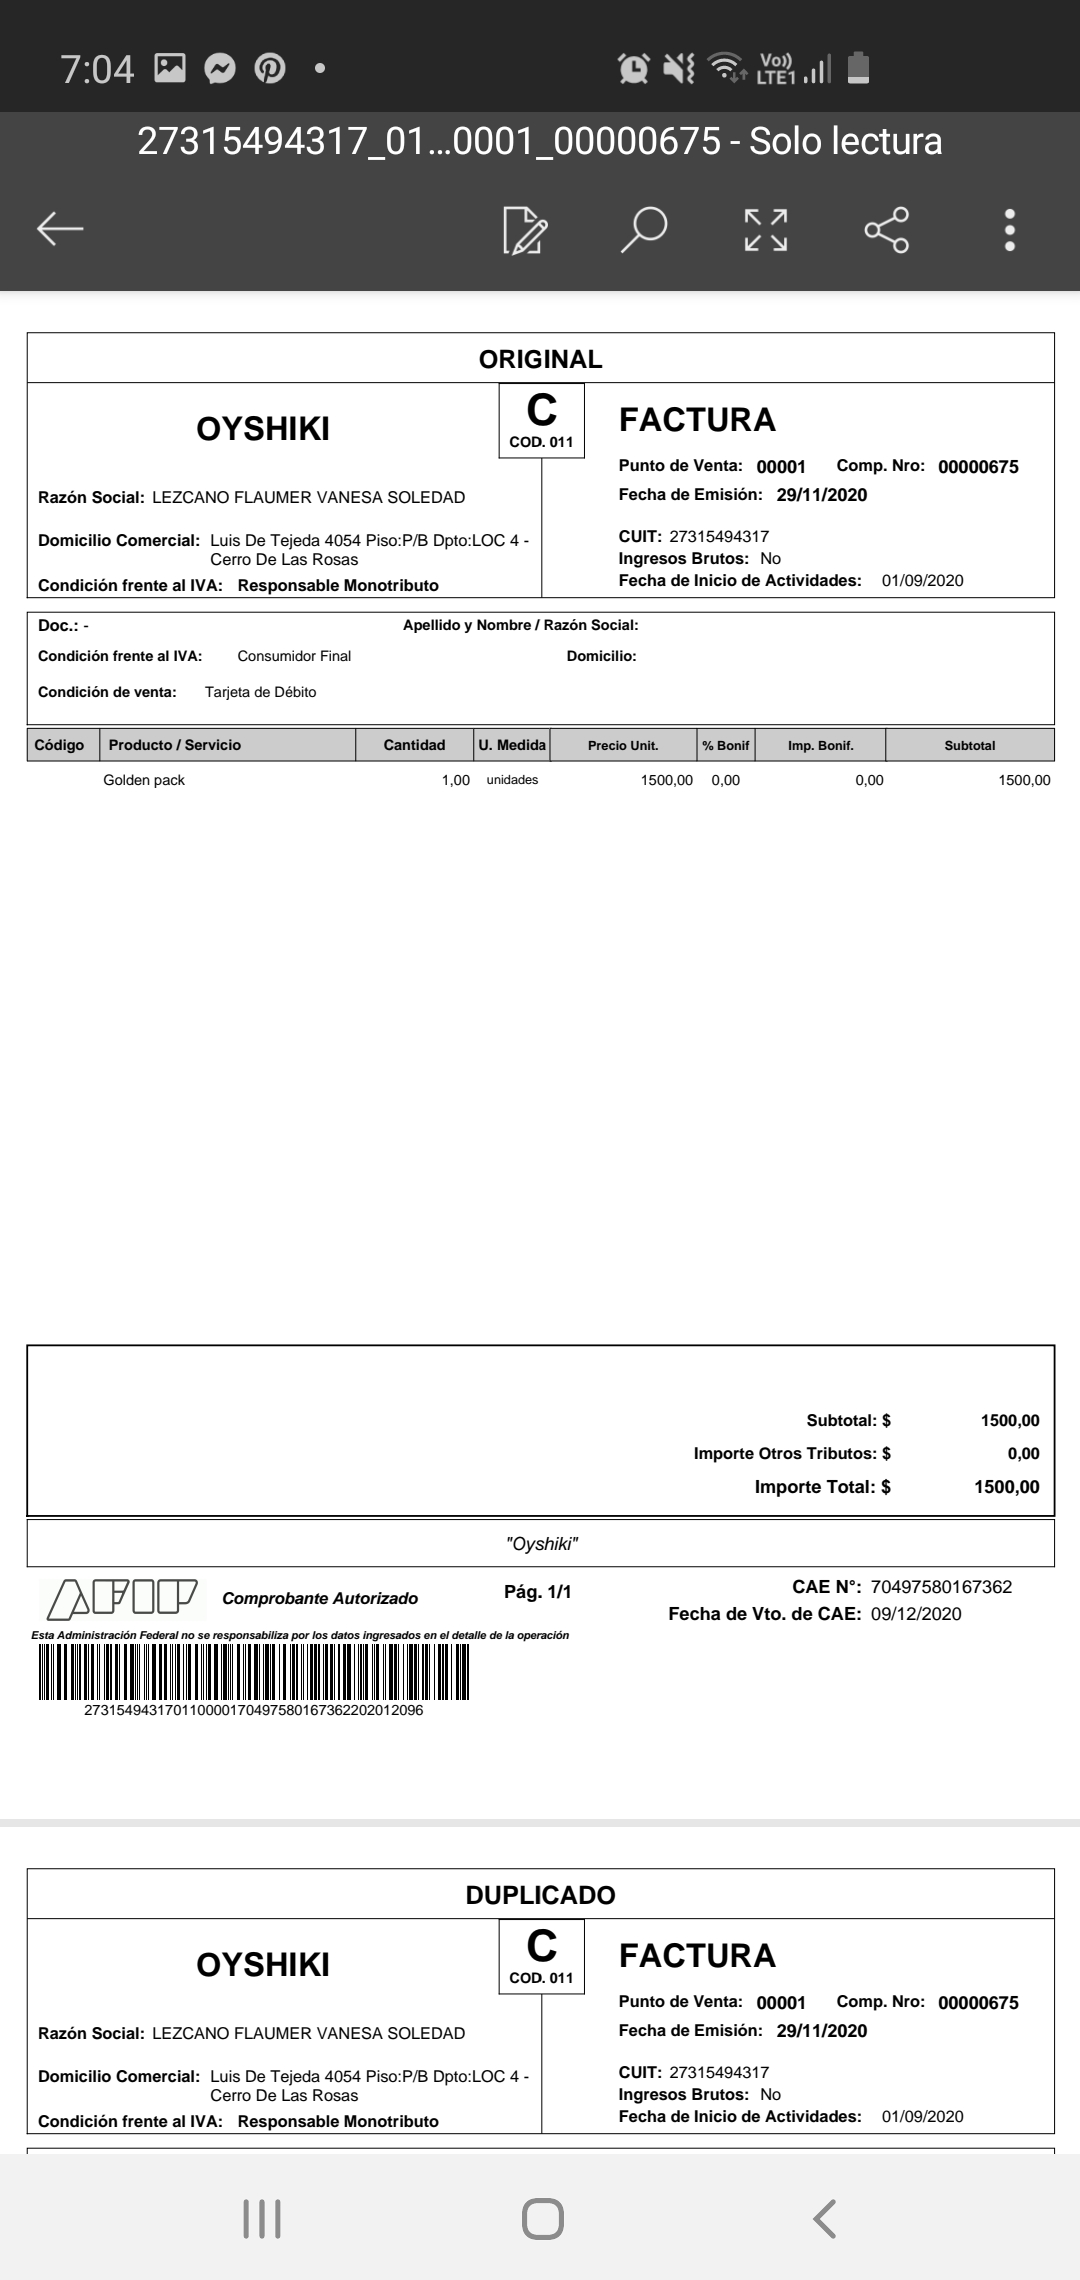 7:04 Vo)) LTE1
27315494317_01...0001_00000675 - Solo lectura
ORIGINAL
OYSHIKI
C
COD. 011
FACTURA
Punto de Venta: 00001 Comp. Nro: 00000675
Fecha de Emisión: 29/11/2020
Razón Social: LEZCANO FLAUMER VANESA SOLEDAD
Domicilio Comercial: Luis De Tejeda 4054 Piso:P/B Dpto:LOC 4 -
Cerro De Las Rosas
Condición frente al IVA: Responsable Monotributo
CUIT: 27315494317
Ingresos Brutos: No
Fecha de Inicio de Actividades: 01/09/2020
Doc.: - Apellido y Nombre / Razón Social:
Condición frente al IVA: Consumidor Final Domicilio:
Condición de venta: Tarjeta de Débito
Código Producto / Servicio Cantidad U. Medida Precio Unit. % Bonif Imp. Bonif. Subtotal
Golden pack 1,00 unidades 1500,00 0,00 0,00 1500,00
Subtotal: $ 1500,00
Importe Otros Tributos: $ 0,00
Importe Total: $ 1500,00
"Oyshiki"
AFIP Comprobante Autorizado Pág. 1/1
CAE N°: 70497580167362
Fecha de Vto. de CAE: 09/12/2020
Esta Administración Federal no se responsabiliza por los datos ingresados en el detalle de la operación
2731549431701100001704975801673622020​12096
DUPLICADO
OYSHIKI
C
COD. 011
FACTURA
Punto de Venta: 00001 Comp. Nro: 00000675
Fecha de Emisión: 29/11/2020
Razón Social: LEZCANO FLAUMER VANESA SOLEDAD
Domicilio Comercial: Luis De Tejeda 4054 Piso:P/B Dpto:LOC 4 -
Cerro De Las Rosas
Condición frente al IVA: Responsable Monotributo
CUIT: 27315494317
Ingresos Brutos: No
Fecha de Inicio de Actividades: 01/09/2020